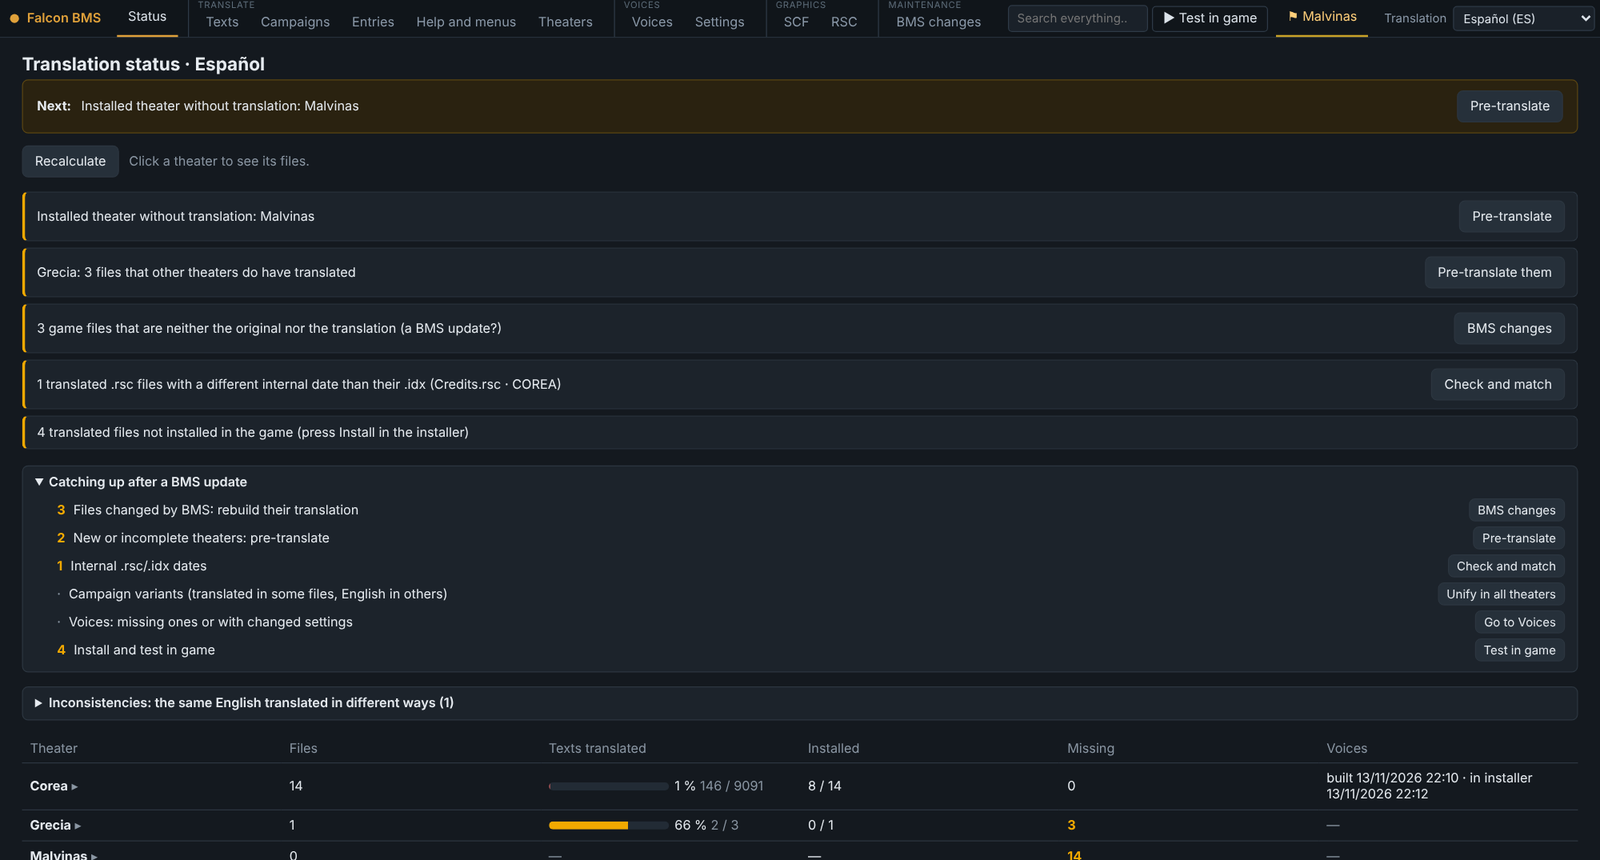 Falcon BMS
Status
TRANSLATE
Texts Campaigns Entries Help and menus Theaters
VOICES
Voices Settings
GRAPHICS
SCF RSC
MAINTENANCE
BMS changes
Search everything..
▶ Test in game
⚑ Malvinas
Translation Español (ES)
Translation status · Español
Next: Installed theater without translation: Malvinas Pre-translate
Recalculate Click a theater to see its files.
Installed theater without translation: Malvinas Pre-translate
Grecia: 3 files that other theaters do have translated Pre-translate them
3 game files that are neither the original nor the translation (a BMS update?) BMS changes
1 translated .rsc files with a different internal date than their .idx (Credits.rsc · COREA) Check and match
4 translated files not installed in the game (press Install in the installer)
▼ Catching up after a BMS update
3 Files changed by BMS: rebuild their translation BMS changes
2 New or incomplete theaters: pre-translate Pre-translate
1 Internal .rsc/.idx dates Check and match
· Campaign variants (translated in some files, English in others) Unify in all theaters
· Voices: missing ones or with changed settings Go to Voices
4 Install and test in game Test in game
▶ Inconsistencies: the same English translated in different ways (1)
Theater Files Texts translated Installed Missing Voices
Corea ▸ 14 1 % 146 / 9091 8 / 14 0 built 13/11/2026 22:10 · in installer
13/11/2026 22:12
Grecia ▸ 1 66 % 2 / 3 0 / 1 3 —
Malvinas ▸ 0 — — 14 —